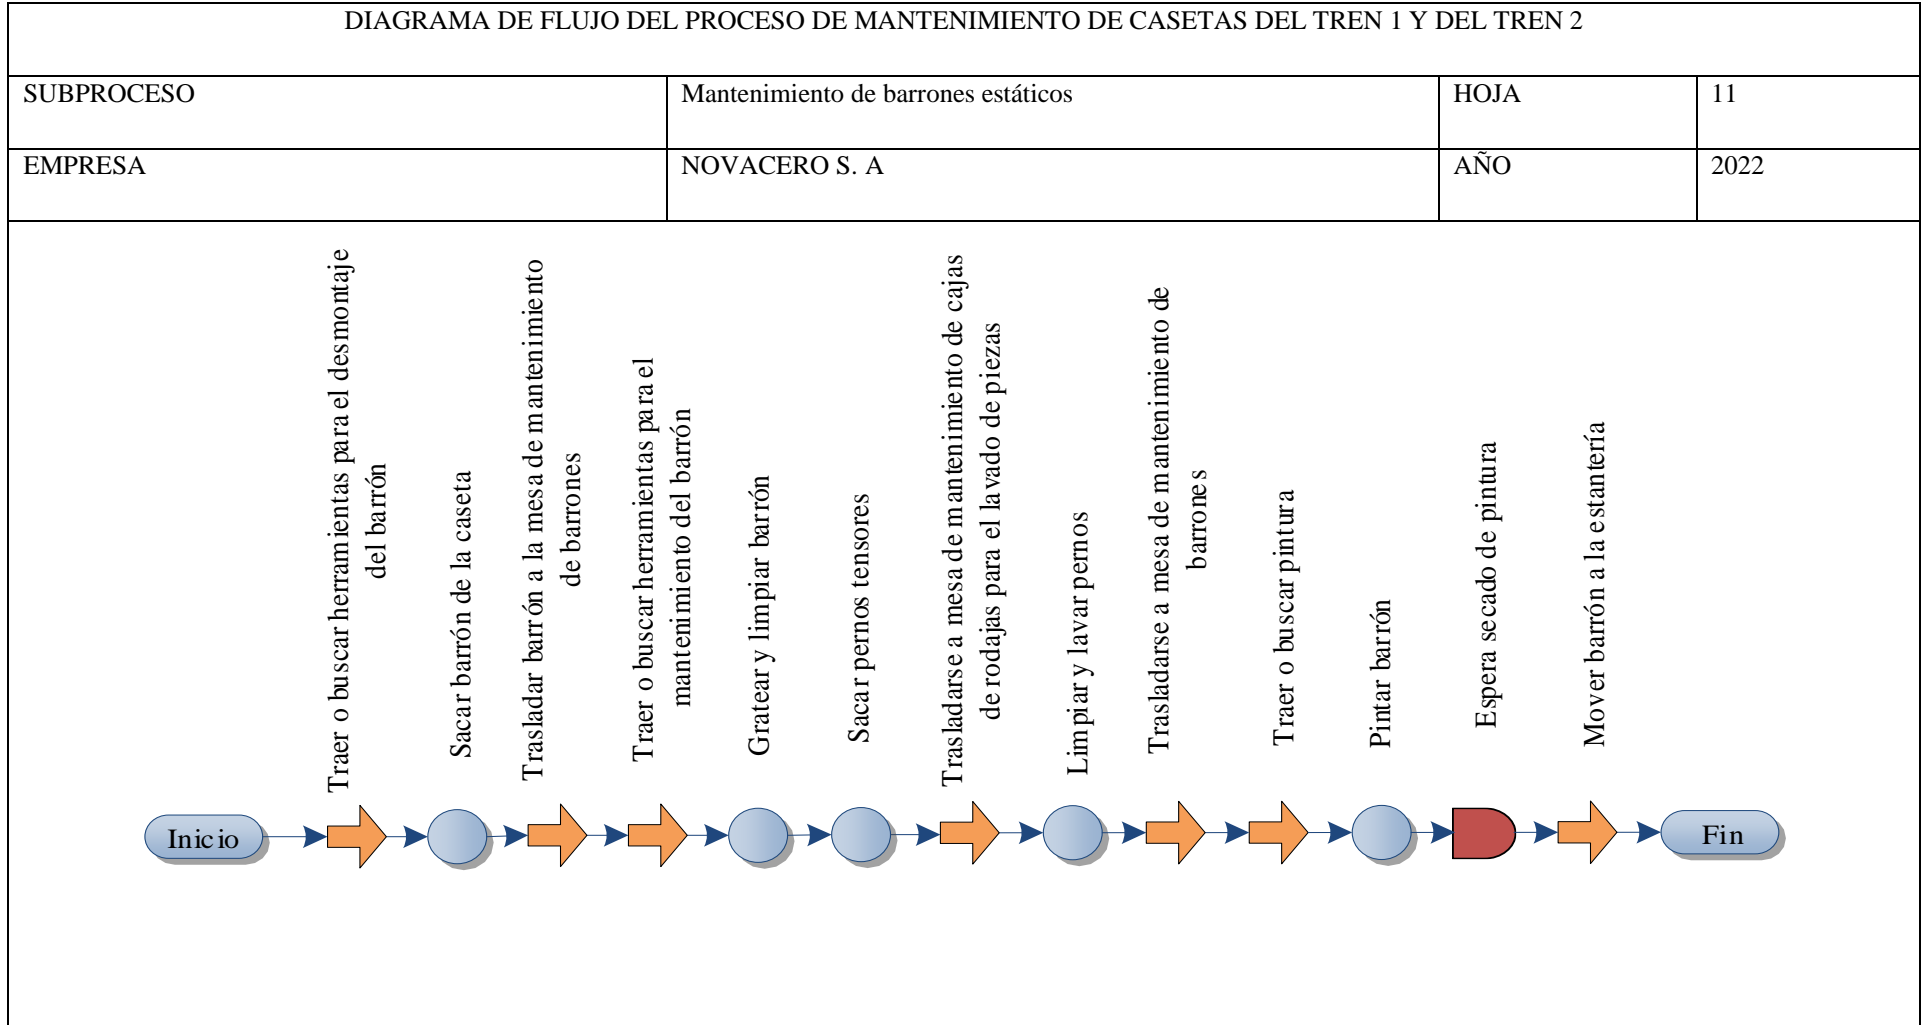 DIAGRAMA DE FLUJO DEL PROCESO DE MANTENIMIENTO DE CASETAS DEL TREN 1 Y DEL TREN 2
SUBPROCESO
Mantenimiento de barrones estáticos
HOJA
11
EMPRESA
NOVACERO S. A
AÑO
2022
Traer o buscar herramientas para el desmontaje
del barrón
Sacar barrón de la caseta
Trasladar barrón a la mesa de mantenimiento
de barrones
Traer o buscar herramientas para el
mantenimiento del barrón
Gratear y limpiar barrón
Sacar pernos tensores
Trasladarse a mesa de mantenimiento de cajas
de rodajas para el lavado de piezas
Limpiar y lavar pernos
Trasladarse a mesa de mantenimiento de
barrones
Traer o buscar pintura
Pintar barrón
Espera secado de pintura
Mover barrón a la estantería
Inicio
Fin